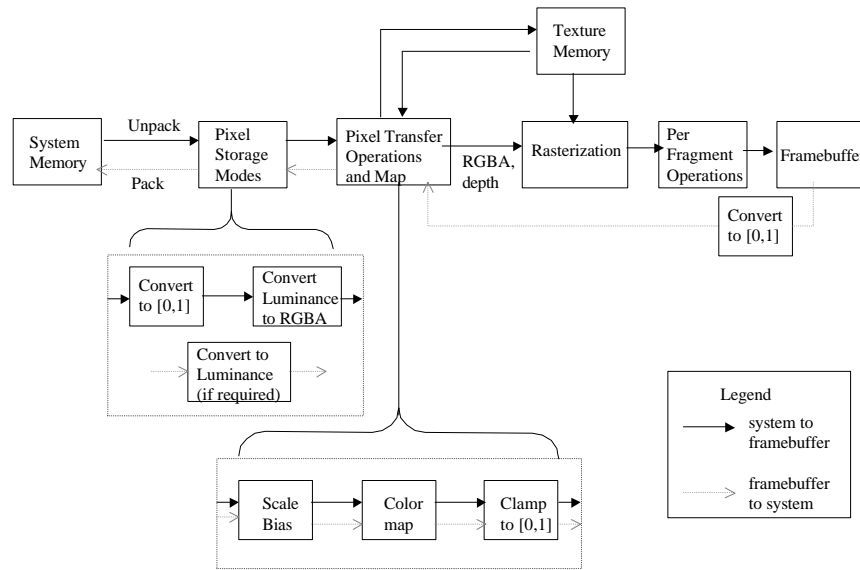 Texture
Memory
Unpack
System
Memory
Pack
Pixel
Storage
Modes
Pixel Transfer
Operations
and Map
RGBA,
depth
Rasterization
Per
Fragment
Operations
Framebuffer
Convert
to [0,1]
Convert
to [0,1]
Convert
Luminance
to RGBA
Convert to
Luminance
(if required)
Legend
system to
framebuffer
framebuffer
to system
Scale
Bias
Color
map
Clamp
to [0,1]